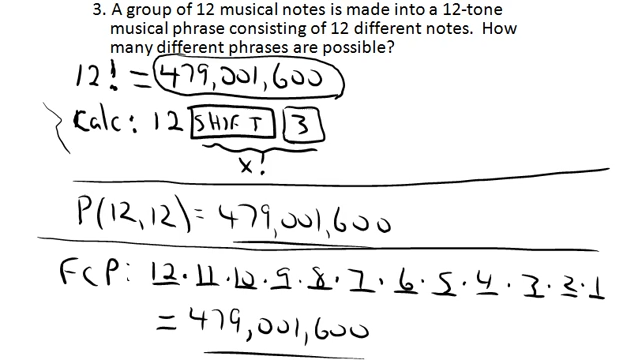 3. A group of 12 musical notes is made into a 12-tone
musical phrase consisting of 12 different notes. How
many different phrases are possible?
12! = 479,001,600
Calc: 12 SHIFT 3
x!
P(12,12) = 479,001,600
FCP: 12·11·10·9·8·7·6·5·4·3·2·1
= 479,001,600